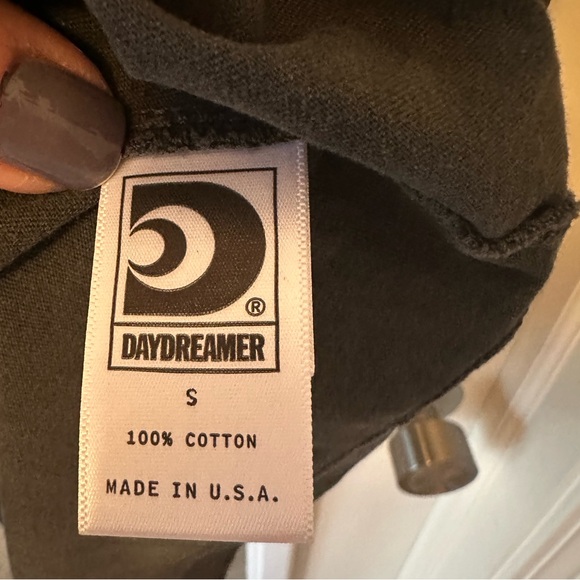 ®
DAYDREAMER
S
100% COTTON
MADE IN U.S.A.